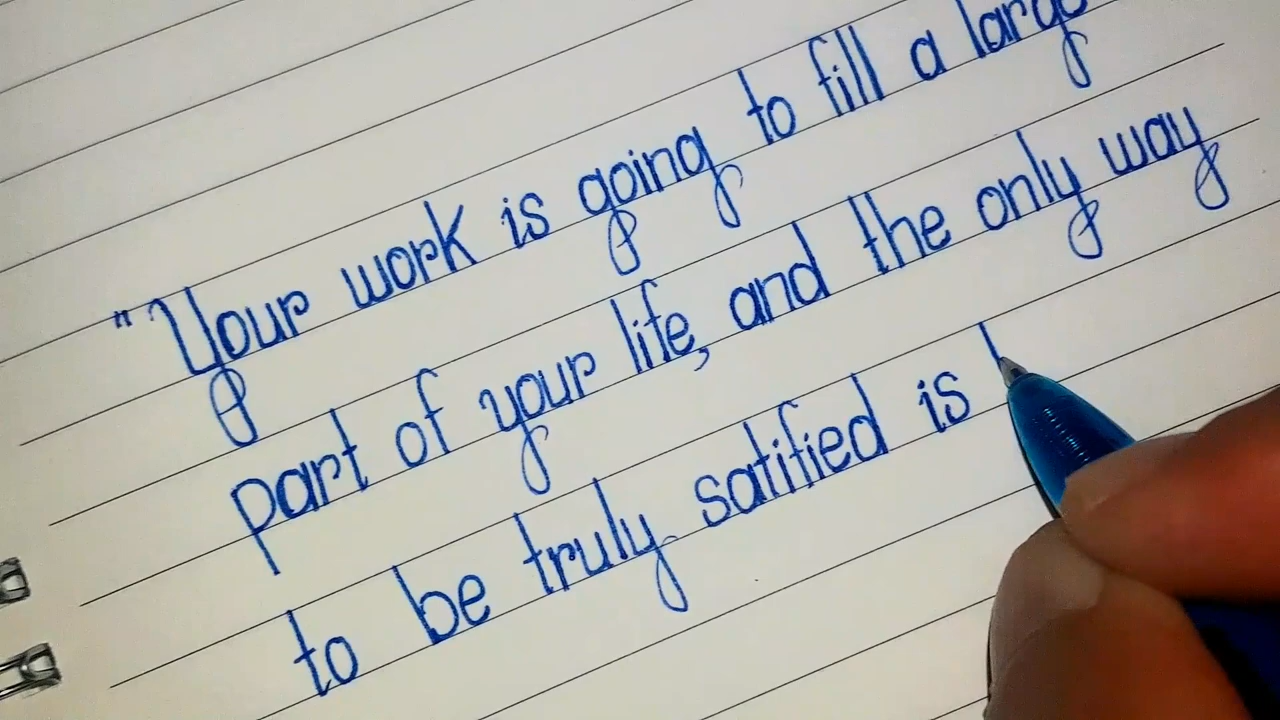 "Your work is going to fill a large
part of your life, and the only way
to be truly satified is